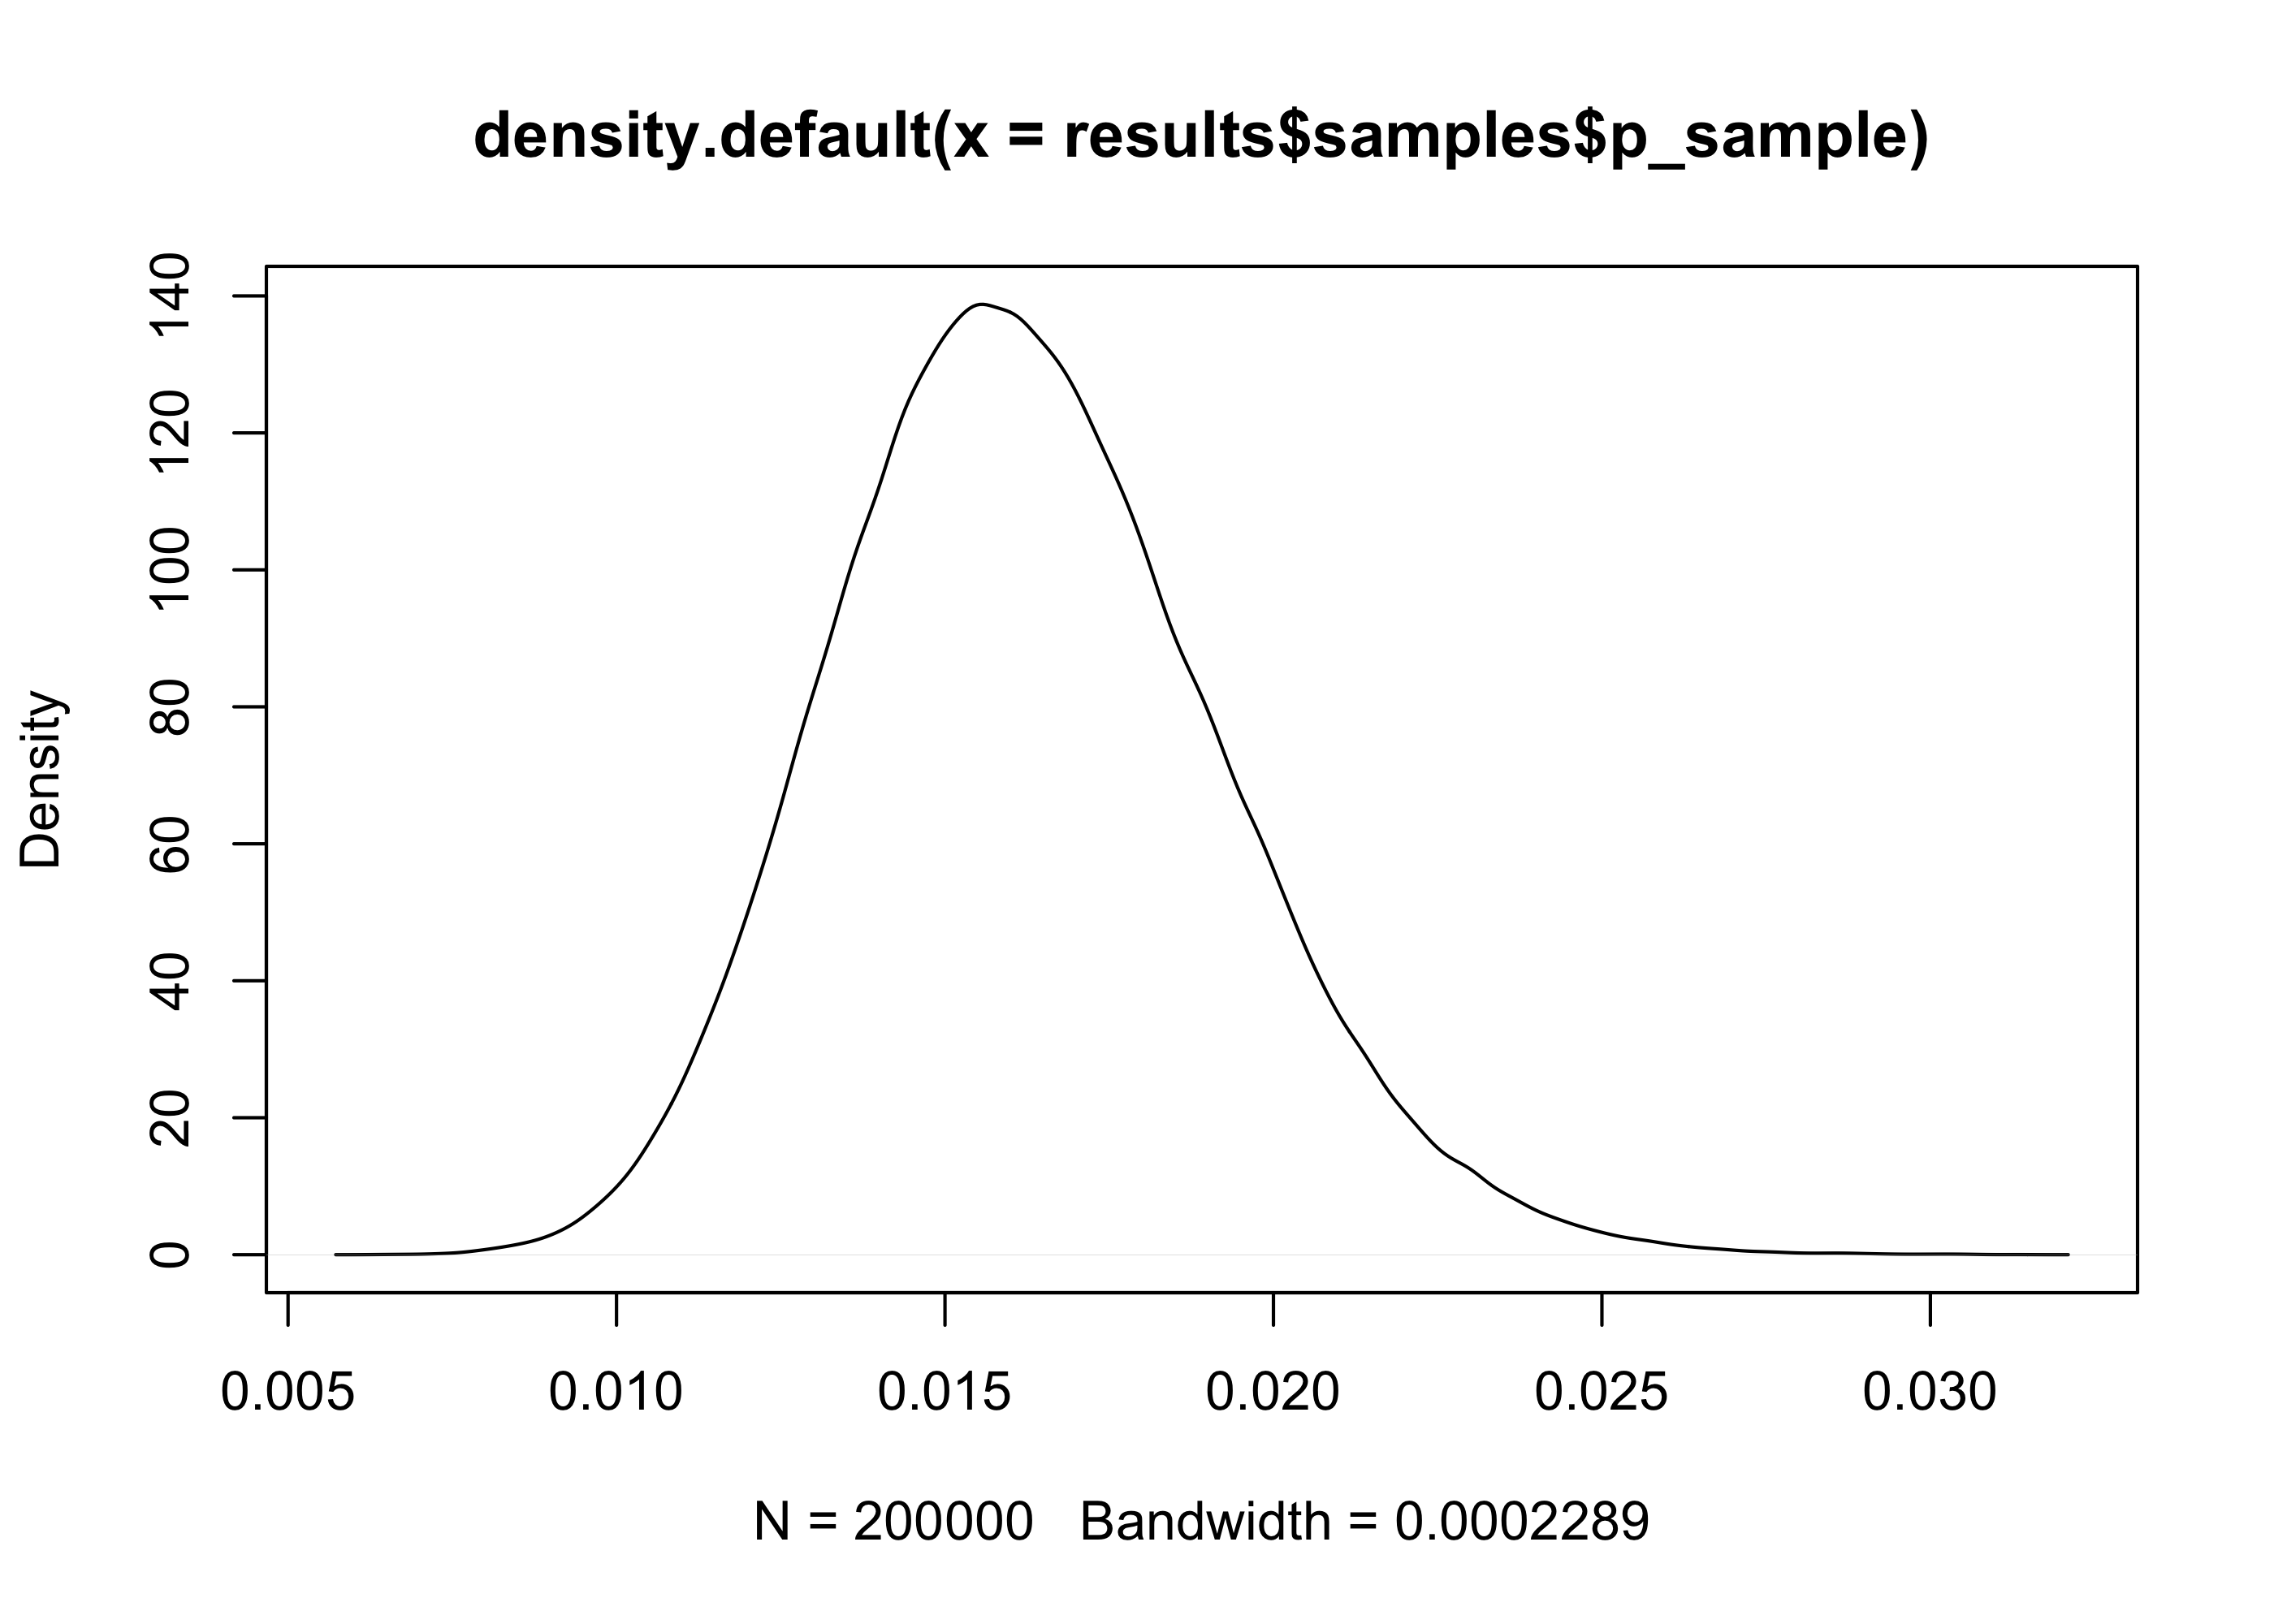 density.default(x = results$samples$p_sample)
Density
140
120
100
80
60
40
20
0
0.005 0.010 0.015 0.020 0.025 0.030
N = 200000 Bandwidth = 0.0002289